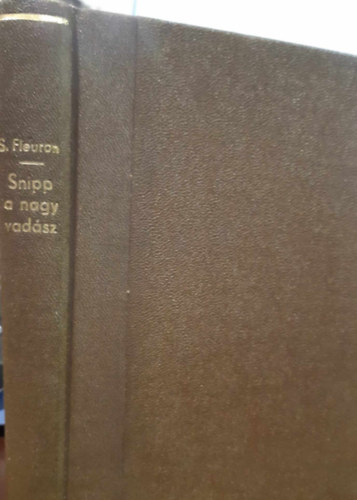 S. Fleuron
Snipp
a nagy
vadász